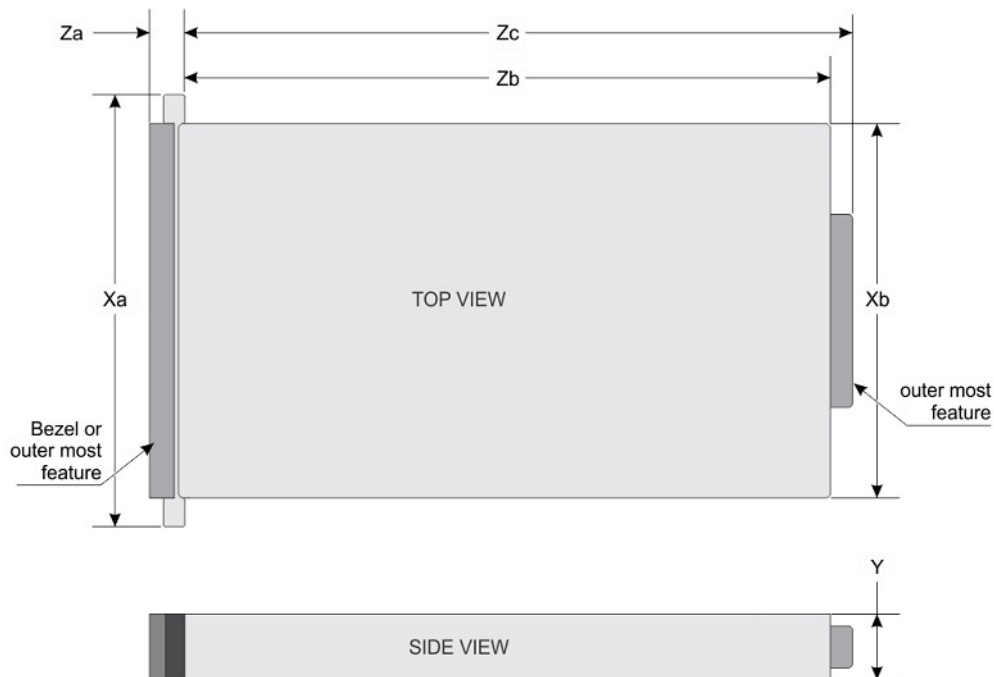 Za
Zc
Zb
Xa
TOP VIEW
Xb
outer most
feature
Bezel or
outer most
feature
Y
SIDE VIEW